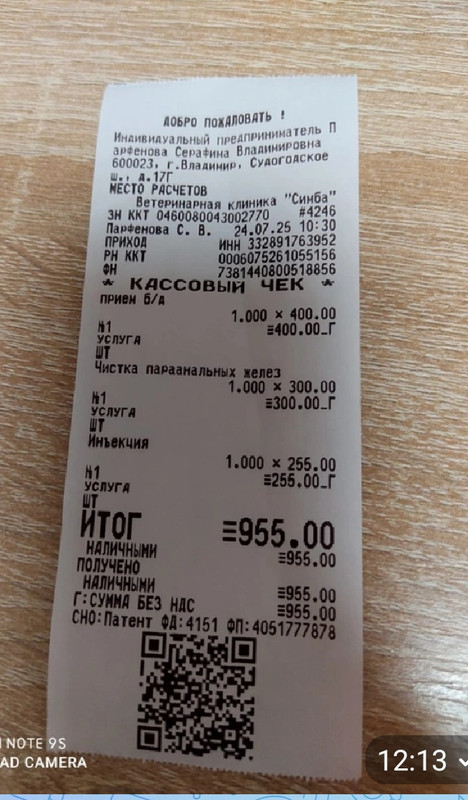 ДОБРО ПОЖАЛОВАТЬ !
Индивидуальный предприниматель П
арфенова Серафина Владимировна
600023, г.Владимир, Судогодское
ш., д.17Г
МЕСТО РАСЧЕТОВ
Ветеринарная клиника "Симба"
ЗН ККТ 0460080043002770 #4246
Парфенова С. В. 24.07.25 10:30
ПРИХОД ИНН 332891763952
РН ККТ 0006075261055156
ФН 7381440800518856
* КАССОВЫЙ ЧЕК *
прием б/д
1.000 × 400.00
№1 ≡400.00_Г
УСЛУГА
ШТ
Чистка параанальных желез
1.000 × 300.00
№1 ≡300.00_Г
УСЛУГА
ШТ
Инъекция
1.000 × 255.00
№1 ≡255.00_Г
УСЛУГА
ШТ
ИТОГ ≡955.00
НАЛИЧНЫМИ ≡955.00
ПОЛУЧЕНО
НАЛИЧНЫМИ ≡955.00
Г:СУММА БЕЗ НДС ≡955.00
СНО:Патент ФД:4151 ФП:4051777878
NOTE 9S
AD CAMERA
12:13